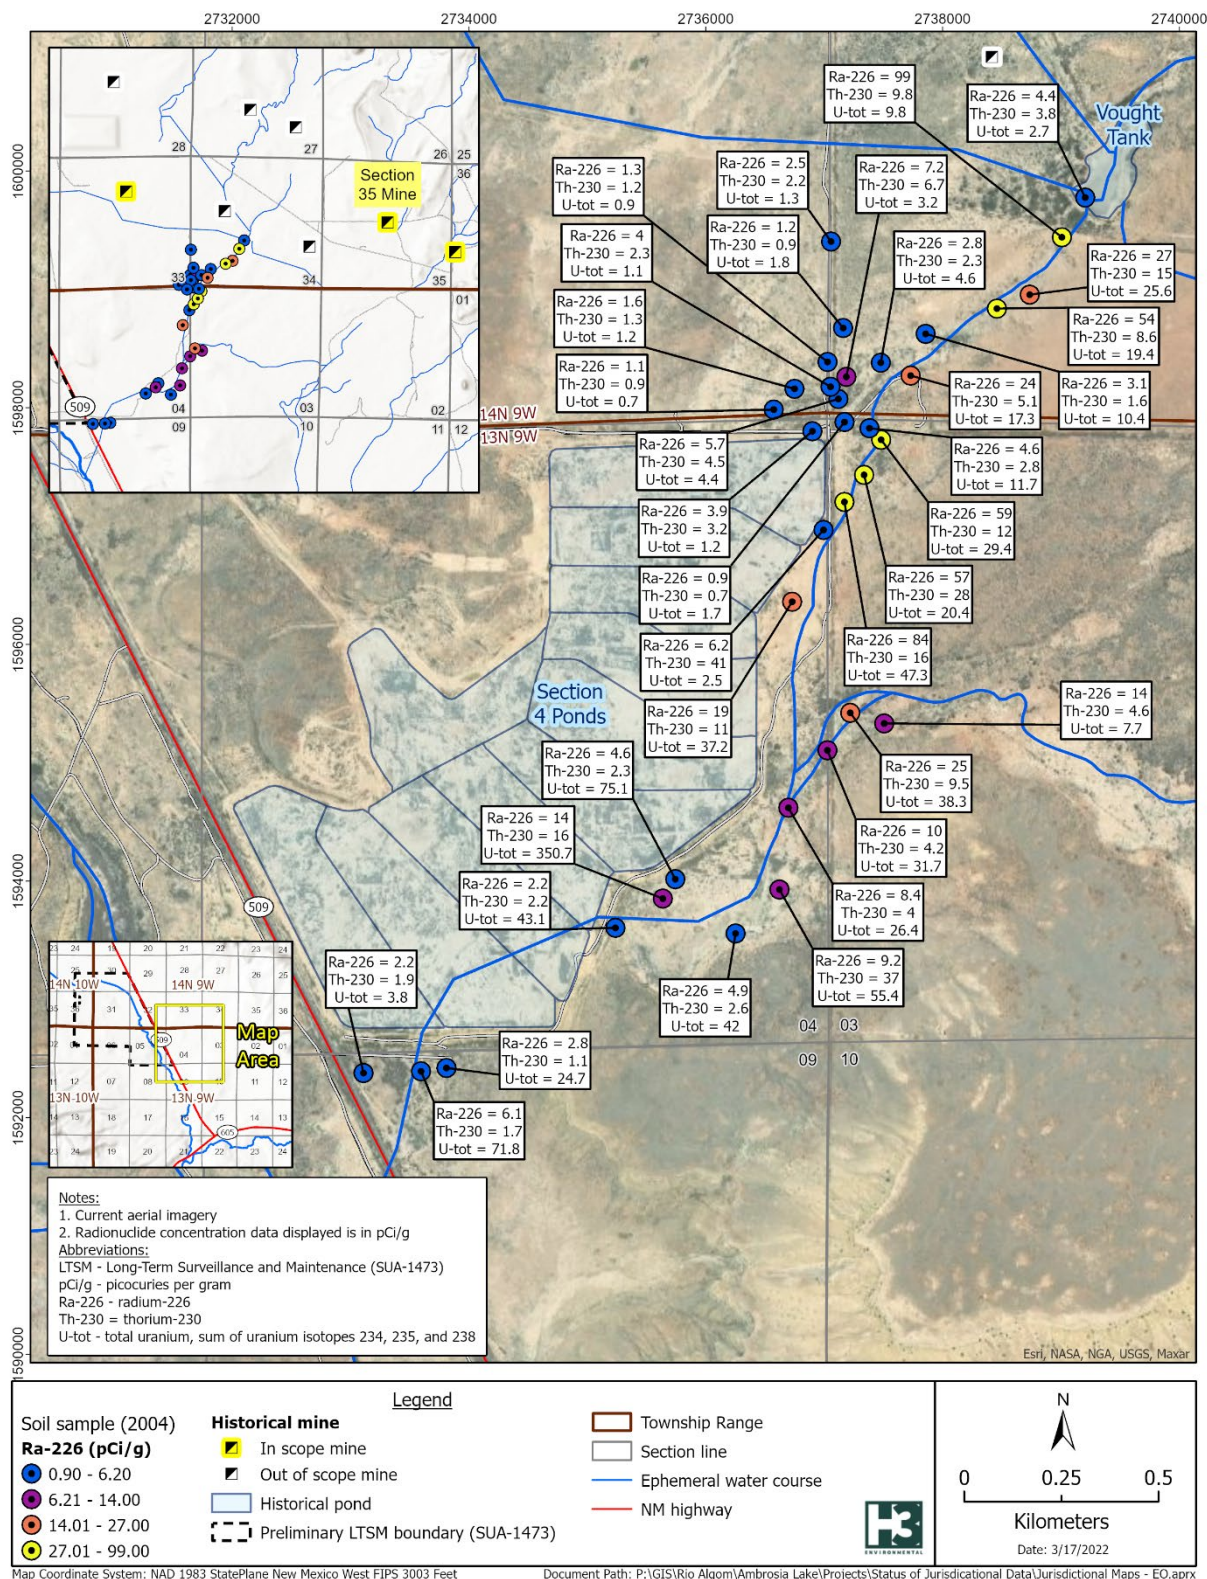 2732000
2734000
2736000
2738000
2740000
1600000
1598000
1596000
1594000
1592000
1590000
28
27
26
25
36
Section
35 Mine
33
34
35
01
509
04
03
02
09
10
11
12
Ra-226 = 99
Th-230 = 9.8
U-tot = 9.8
Ra-226 = 4.4
Th-230 = 3.8
U-tot = 2.7
Vought
Tank
Ra-226 = 1.3
Th-230 = 1.2
U-tot = 0.9
Ra-226 = 2.5
Th-230 = 2.2
U-tot = 1.3
Ra-226 = 7.2
Th-230 = 6.7
U-tot = 3.2
Ra-226 = 4
Th-230 = 2.3
U-tot = 1.1
Ra-226 = 1.2
Th-230 = 0.9
U-tot = 1.8
Ra-226 = 2.8
Th-230 = 2.3
U-tot = 4.6
Ra-226 = 27
Th-230 = 15
U-tot = 25.6
Ra-226 = 1.6
Th-230 = 1.3
U-tot = 1.2
Ra-226 = 54
Th-230 = 8.6
U-tot = 19.4
Ra-226 = 1.1
Th-230 = 0.9
U-tot = 0.7
Ra-226 = 24
Th-230 = 5.1
U-tot = 17.3
Ra-226 = 3.1
Th-230 = 1.6
U-tot = 10.4
14N 9W
13N 9W
Ra-226 = 5.7
Th-230 = 4.5
U-tot = 4.4
Ra-226 = 4.6
Th-230 = 2.8
U-tot = 11.7
Ra-226 = 3.9
Th-230 = 3.2
U-tot = 1.2
Ra-226 = 59
Th-230 = 12
U-tot = 29.4
Ra-226 = 0.9
Th-230 = 0.7
U-tot = 1.7
Ra-226 = 57
Th-230 = 28
U-tot = 20.4
Ra-226 = 6.2
Th-230 = 41
U-tot = 2.5
Ra-226 = 84
Th-230 = 16
U-tot = 47.3
Section
4 Ponds
Ra-226 = 19
Th-230 = 11
U-tot = 37.2
Ra-226 = 14
Th-230 = 4.6
U-tot = 7.7
Ra-226 = 4.6
Th-230 = 2.3
U-tot = 75.1
Ra-226 = 25
Th-230 = 9.5
U-tot = 38.3
Ra-226 = 14
Th-230 = 16
U-tot = 350.7
Ra-226 = 10
Th-230 = 4.2
U-tot = 31.7
Ra-226 = 2.2
Th-230 = 2.2
U-tot = 43.1
Ra-226 = 8.4
Th-230 = 4
U-tot = 26.4
509
Ra-226 = 2.2
Th-230 = 1.9
U-tot = 3.8
Ra-226 = 9.2
Th-230 = 37
U-tot = 55.4
Ra-226 = 4.9
Th-230 = 2.6
U-tot = 42
04 03
09 10
Ra-226 = 2.8
Th-230 = 1.1
U-tot = 24.7
Ra-226 = 6.1
Th-230 = 1.7
U-tot = 71.8
14N 10W
14N 9W
Map
Area
13N 10W
13N 9W
605
Notes:
1. Current aerial imagery
2. Radionuclide concentration data displayed is in pCi/g
Abbreviations:
LTSM - Long-Term Surveillance and Maintenance (SUA-1473)
pCi/g - picocuries per gram
Ra-226 - radium-226
Th-230 = thorium-230
U-tot - total uranium, sum of uranium isotopes 234, 235, and 238
Esri, NASA, NGA, USGS, Maxar
Legend
Soil sample (2004)
Ra-226 (pCi/g)
0.90 - 6.20
6.21 - 14.00
14.01 - 27.00
27.01 - 99.00
Historical mine
In scope mine
Out of scope mine
Historical pond
Preliminary LTSM boundary (SUA-1473)
Township Range
Section line
Ephemeral water course
NM highway
H3
ENVIRONMENTAL
N
0 0.25 0.5
Kilometers
Date: 3/17/2022
Map Coordinate System: NAD 1983 StatePlane New Mexico West FIPS 3003 Feet
Document Path: P:\GIS\Rio Algom\Ambrosia Lake\Projects\Status of Jurisdicational Data\Jurisdictional Maps - EO.aprx